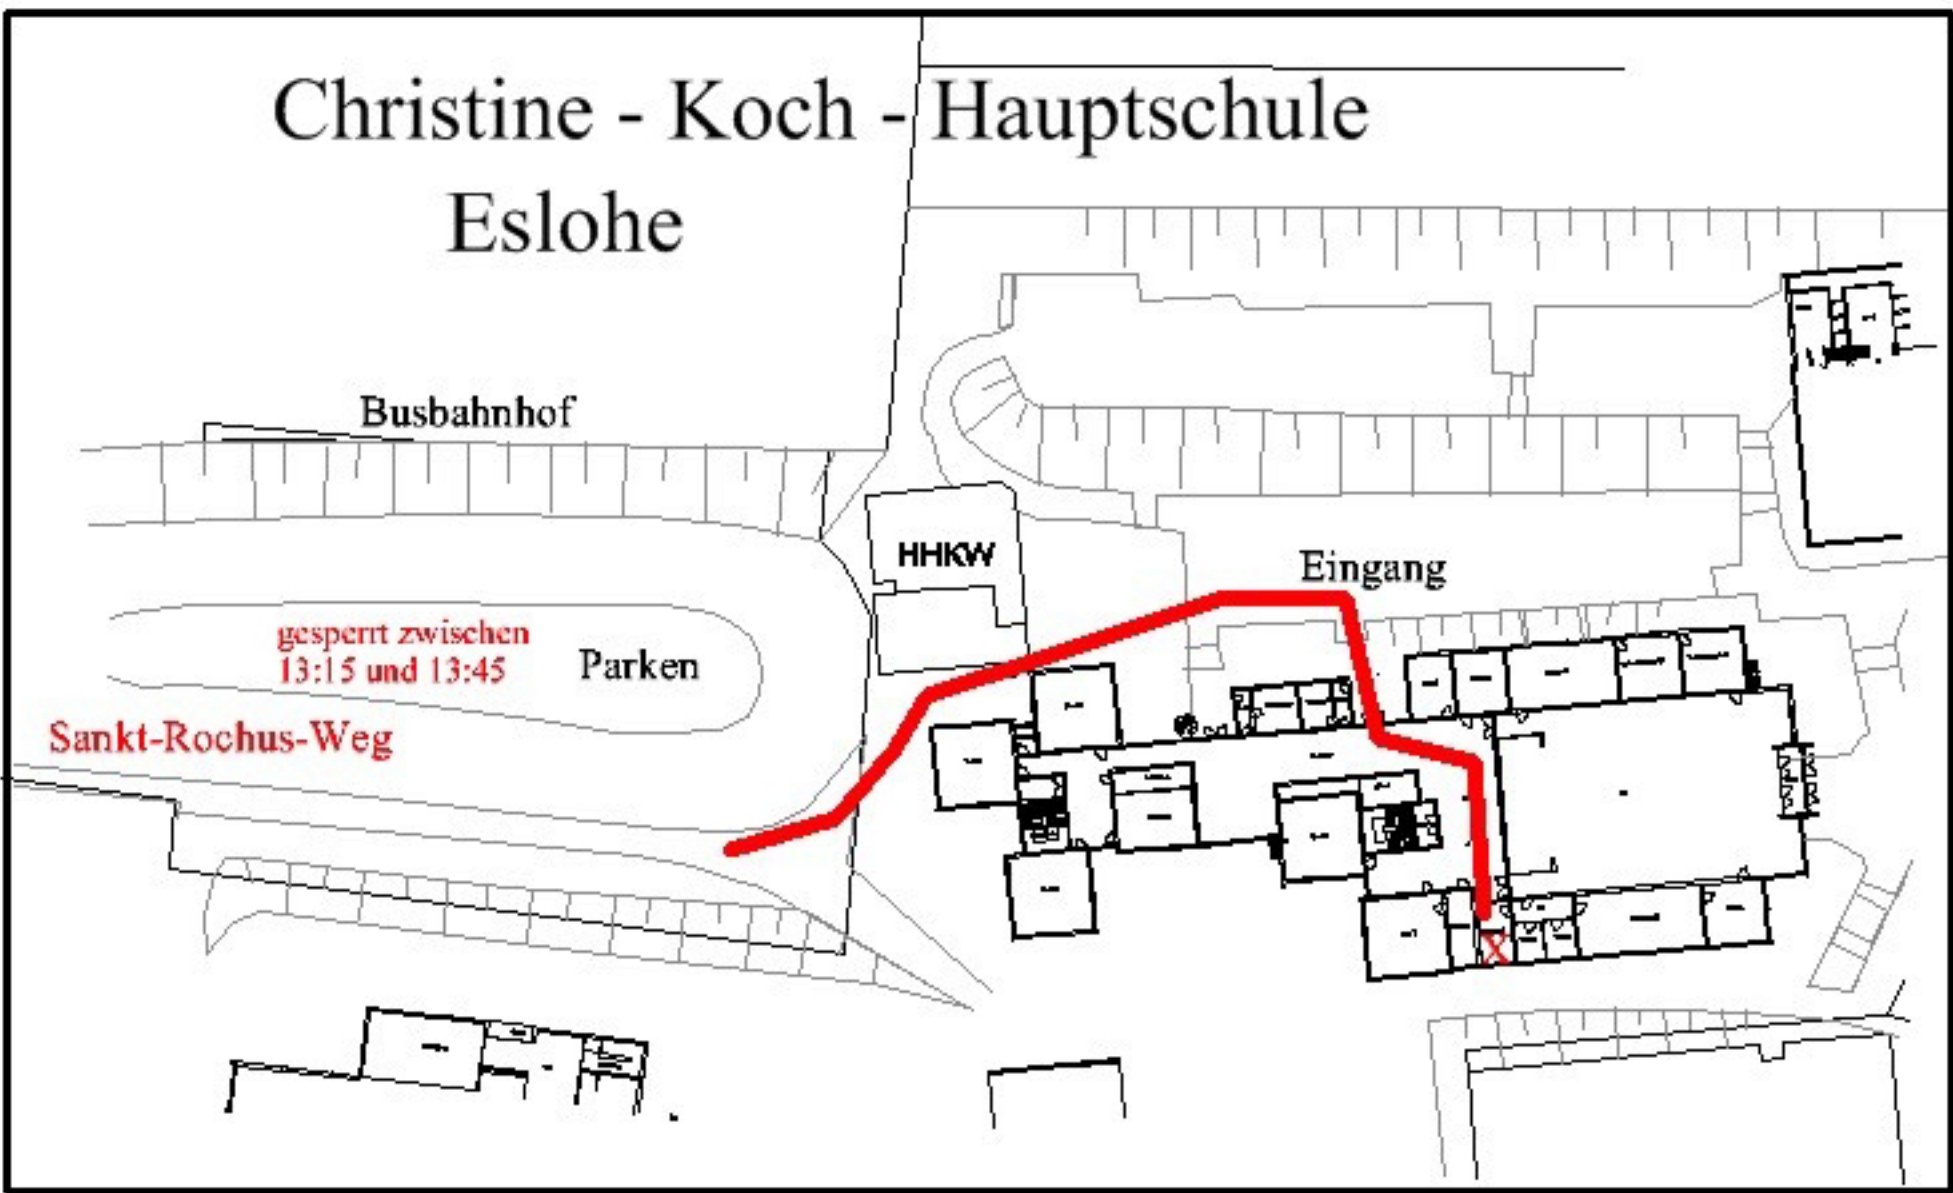 Christine - Koch - Hauptschule
Eslohe
Busbahnhof
HHKW
Eingang
gesperrt zwischen
13:15 und 13:45
Parken
Sankt-Rochus-Weg
X